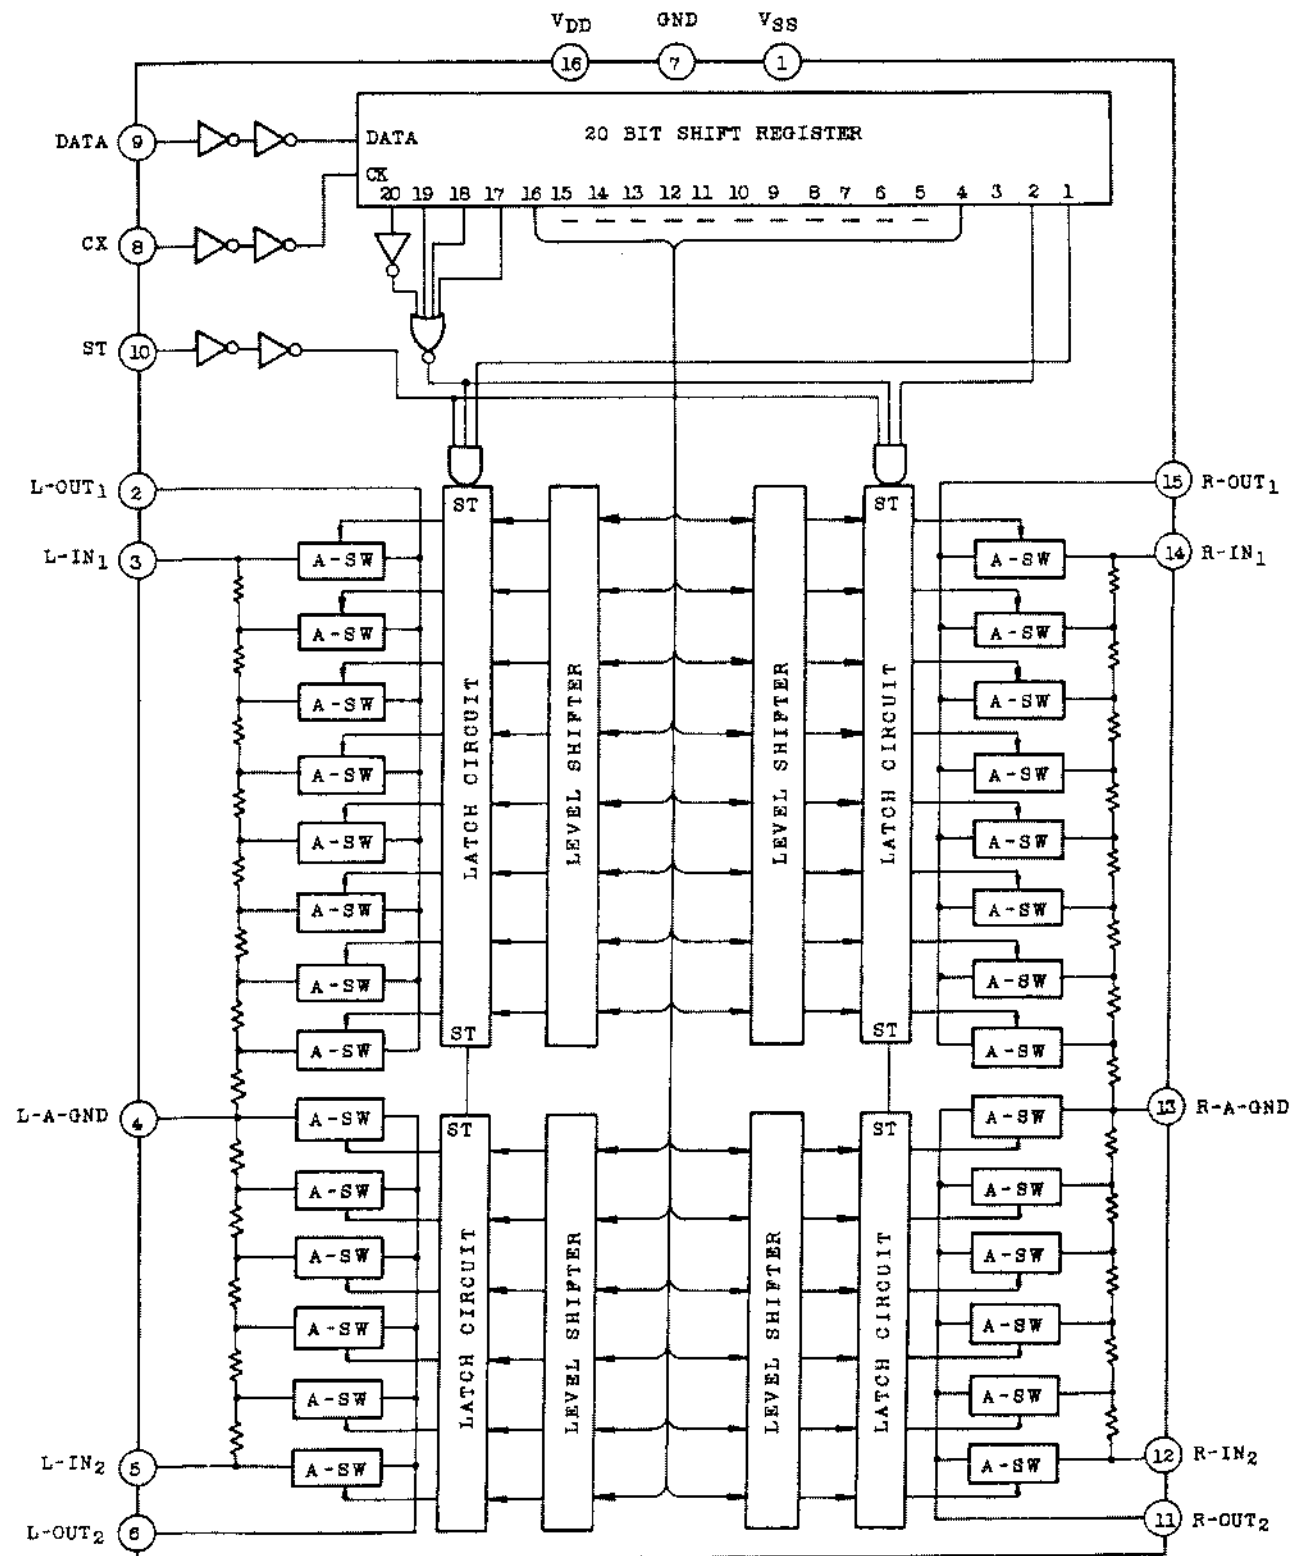 VDD GND VSS
16 7 1
DATA 9 DATA 20 BIT SHIFT REGISTER
CK
20 19 18 17 16 15 14 13 12 11 10 9 8 7 6 5 4 3 2 1
CX 8
ST 10
L-OUT1 2 ST ST 15 R-OUT1
L-IN1 3 A-SW A-SW 14 R-IN1
A-SW A-SW
A-SW A-SW
A-SW A-SW
A-SW A-SW
A-SW A-SW
A-SW A-SW
A-SW A-SW
LATCH CIRCUIT LEVEL SHIFTER LEVEL SHIFTER LATCH CIRCUIT
ST ST
L-A-GND 4 A-SW ST ST A-SW 13 R-A-GND
A-SW A-SW
A-SW A-SW
A-SW A-SW
A-SW A-SW
LATCH CIRCUIT LEVEL SHIFTER LEVEL SHIFTER LATCH CIRCUIT
L-IN2 5 A-SW A-SW 12 R-IN2
L-OUT2 6 11 R-OUT2